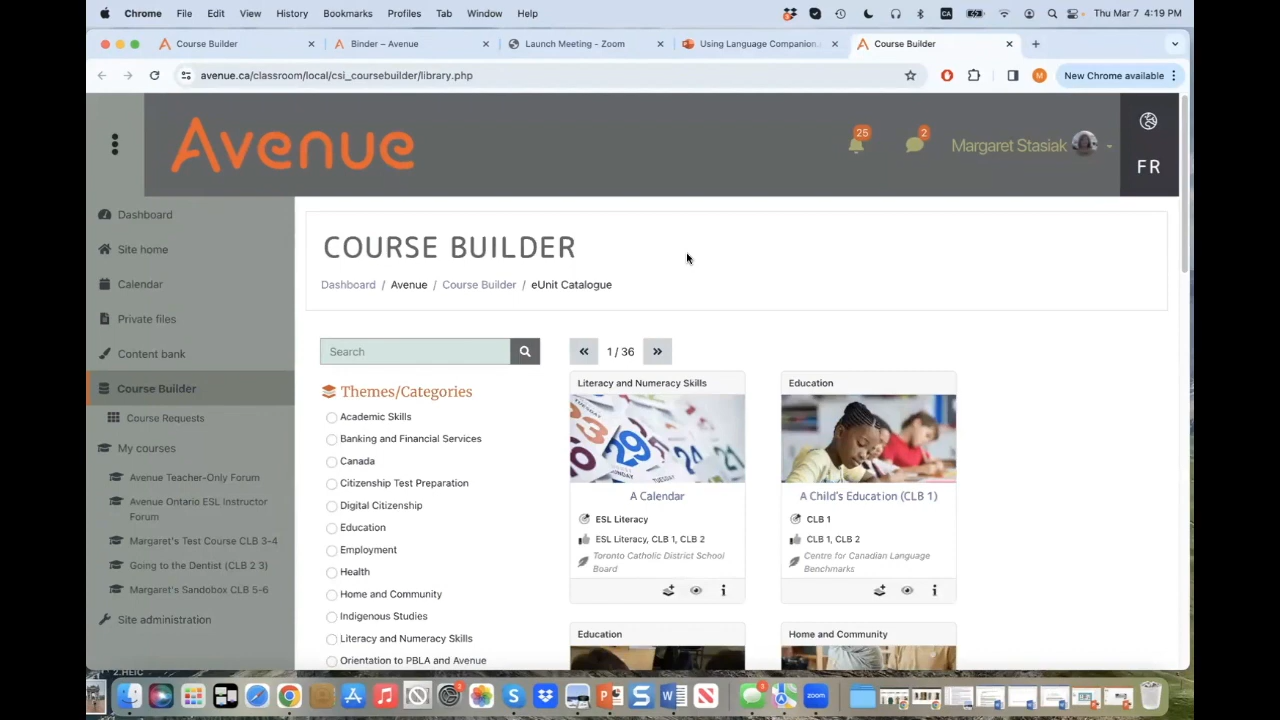 Chrome File Edit View History Bookmarks Profiles Tab Window Help CA Thu Mar 7 4:19 PM
Course Builder Binder – Avenue Launch Meeting - Zoom Using Language Companion Course Builder
avenue.ca/classroom/local/csi_coursebuilder/library.php M New Chrome available
Avenue
25
2
Margaret Stasiak
FR
Dashboard
Site home
Calendar
Private files
Content bank
Course Builder
Course Requests
My courses
Avenue Teacher-Only Forum
Avenue Ontario ESL Instructor
Forum
Margaret's Test Course CLB 3-4
Going to the Dentist (CLB 2 3)
Margaret's Sandobox CLB 5-6
Site administration
COURSE BUILDER
Dashboard / Avenue / Course Builder / eUnit Catalogue
Search
Themes/Categories
Academic Skills
Banking and Financial Services
Canada
Citizenship Test Preparation
Digital Citizenship
Education
Employment
Health
Home and Community
Indigenous Studies
Literacy and Numeracy Skills
Orientation to PBLA and Avenue
« 1 / 36 »
Literacy and Numeracy Skills
TUESDAY
29
A Calendar
ESL Literacy
ESL Literacy, CLB 1, CLB 2
Toronto Catholic District School
Board
Education
A Child's Education (CLB 1)
CLB 1
CLB 1, CLB 2
Centre for Canadian Language
Benchmarks
Education
Home and Community
2.HEIC
zoom